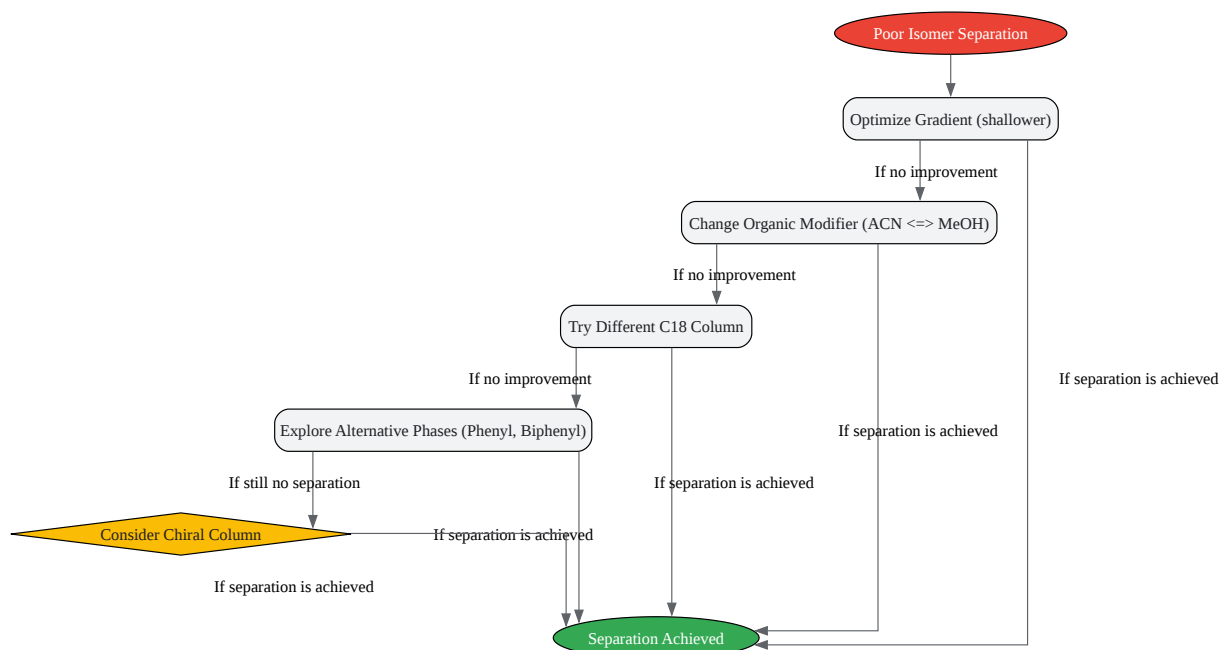 Poor Isomer Separation
Optimize Gradient (shallower)
If no improvement
Change Organic Modifier (ACN <=> MeOH)
If no improvement
Try Different C18 Column
If no improvement
If separation is achieved
Explore Alternative Phases (Phenyl, Biphenyl)
If separation is achieved
If still no separation
If separation is achieved
Consider Chiral Column
If separation is achieved
If separation is achieved
Separation Achieved